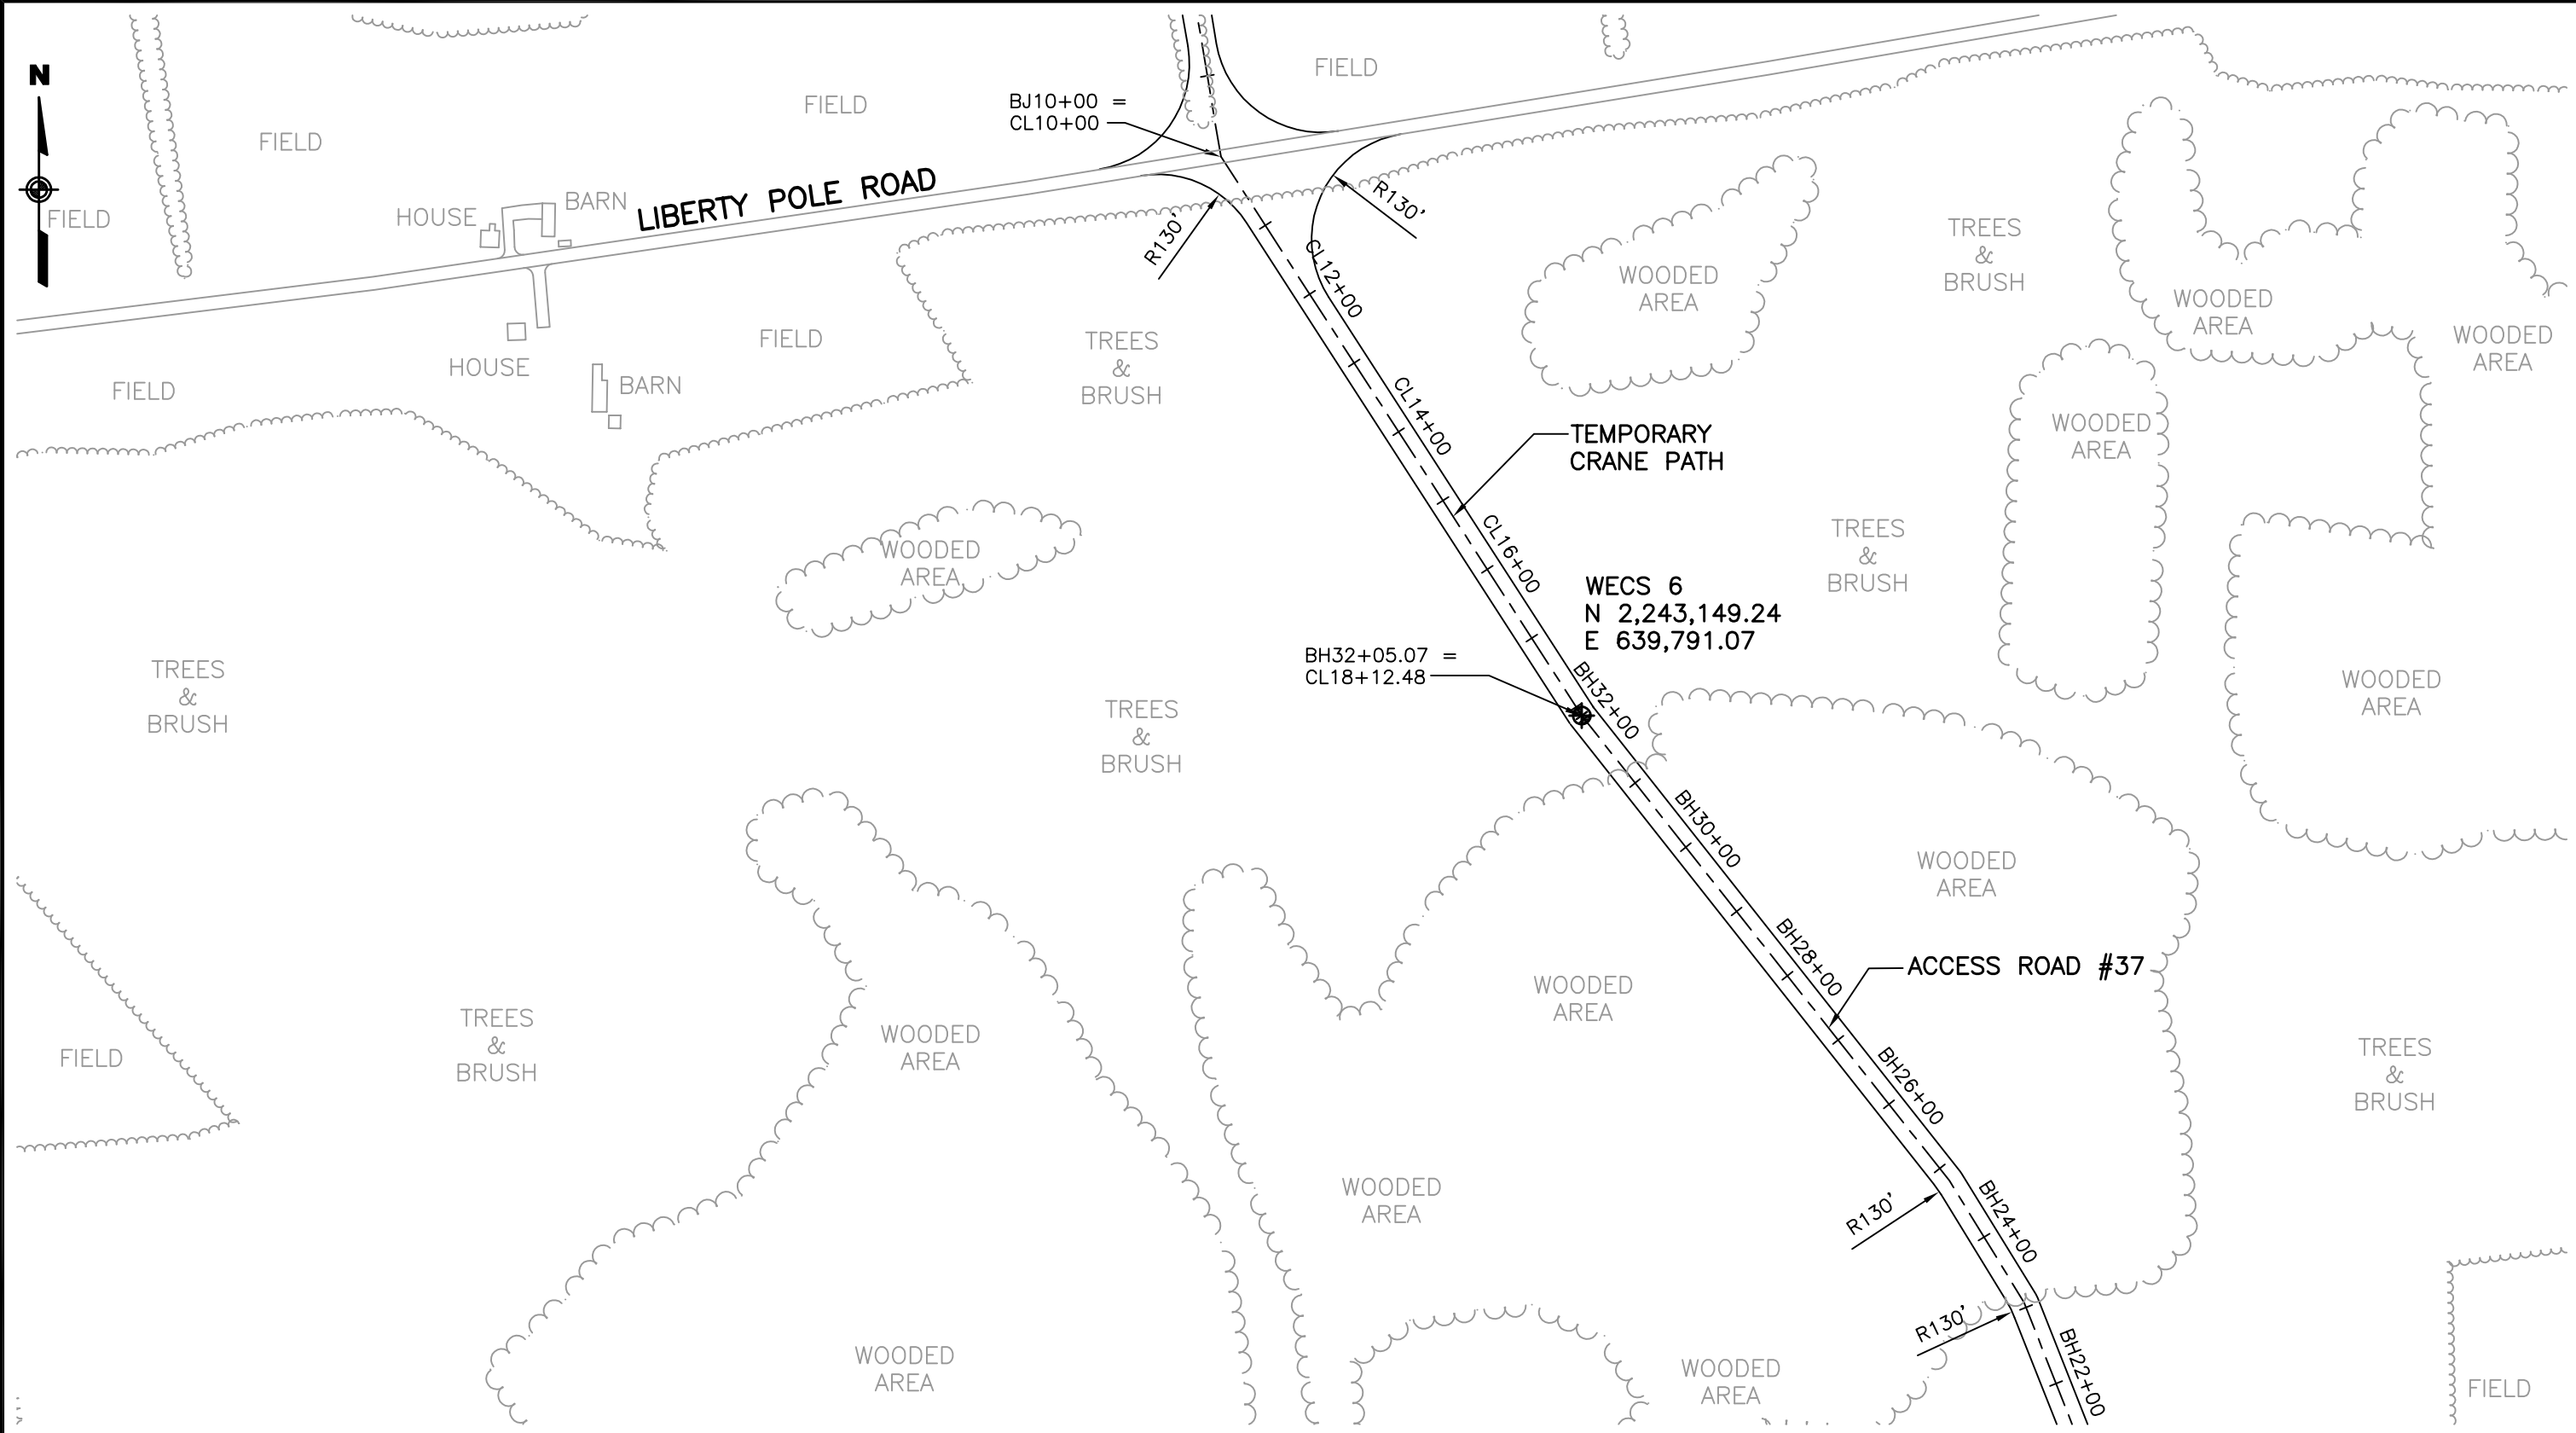 N
FIELD
FIELD
FIELD
FIELD
BJ10+00 =
CL10+00
HOUSE
BARN
LIBERTY POLE ROAD
R130'
R130'
HOUSE
BARN
FIELD
FIELD
TREES
&
BRUSH
CL12+00
CL14+00
CL16+00
WOODED
AREA
TREES
&
BRUSH
WOODED
AREA
WOODED
AREA
WOODED
AREA
TEMPORARY
CRANE PATH
WOODED
AREA
TREES
&
BRUSH
WECS 6
N 2,243,149.24
E 639,791.07
BH32+05.07 =
CL18+12.48
TREES
&
BRUSH
TREES
&
BRUSH
WOODED
AREA
BH32+00
BH30+00
BH28+00
BH26+00
BH24+00
BH22+00
WOODED
AREA
ACCESS ROAD #37
WOODED
AREA
FIELD
TREES
&
BRUSH
WOODED
AREA
TREES
&
BRUSH
WOODED
AREA
R130'
R130'
WOODED
AREA
WOODED
AREA
FIELD